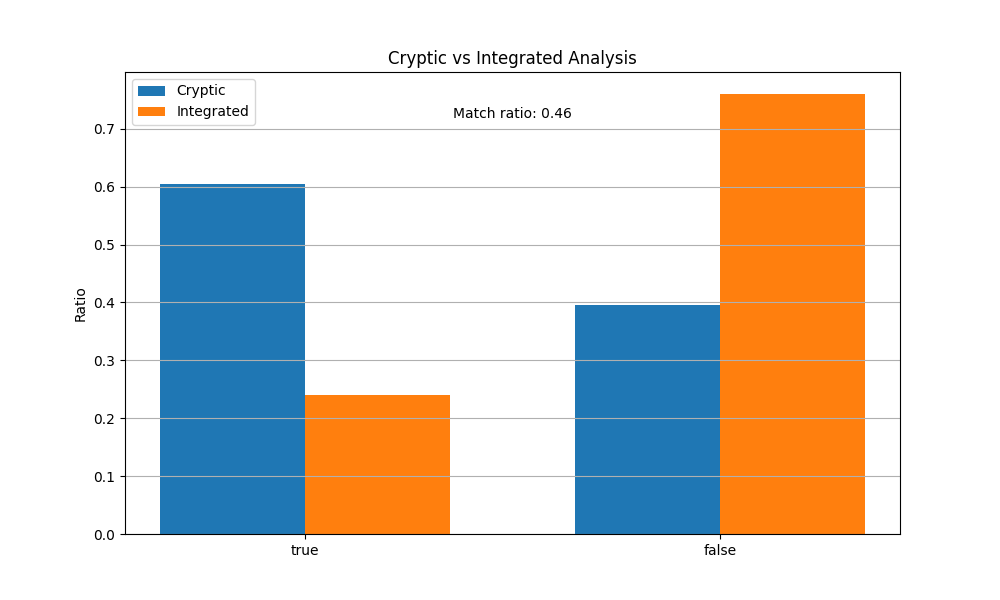 Cryptic vs Integrated Analysis
Cryptic
Integrated
Match ratio: 0.46
Ratio
0.7
0.6
0.5
0.4
0.3
0.2
0.1
0.0
true
false